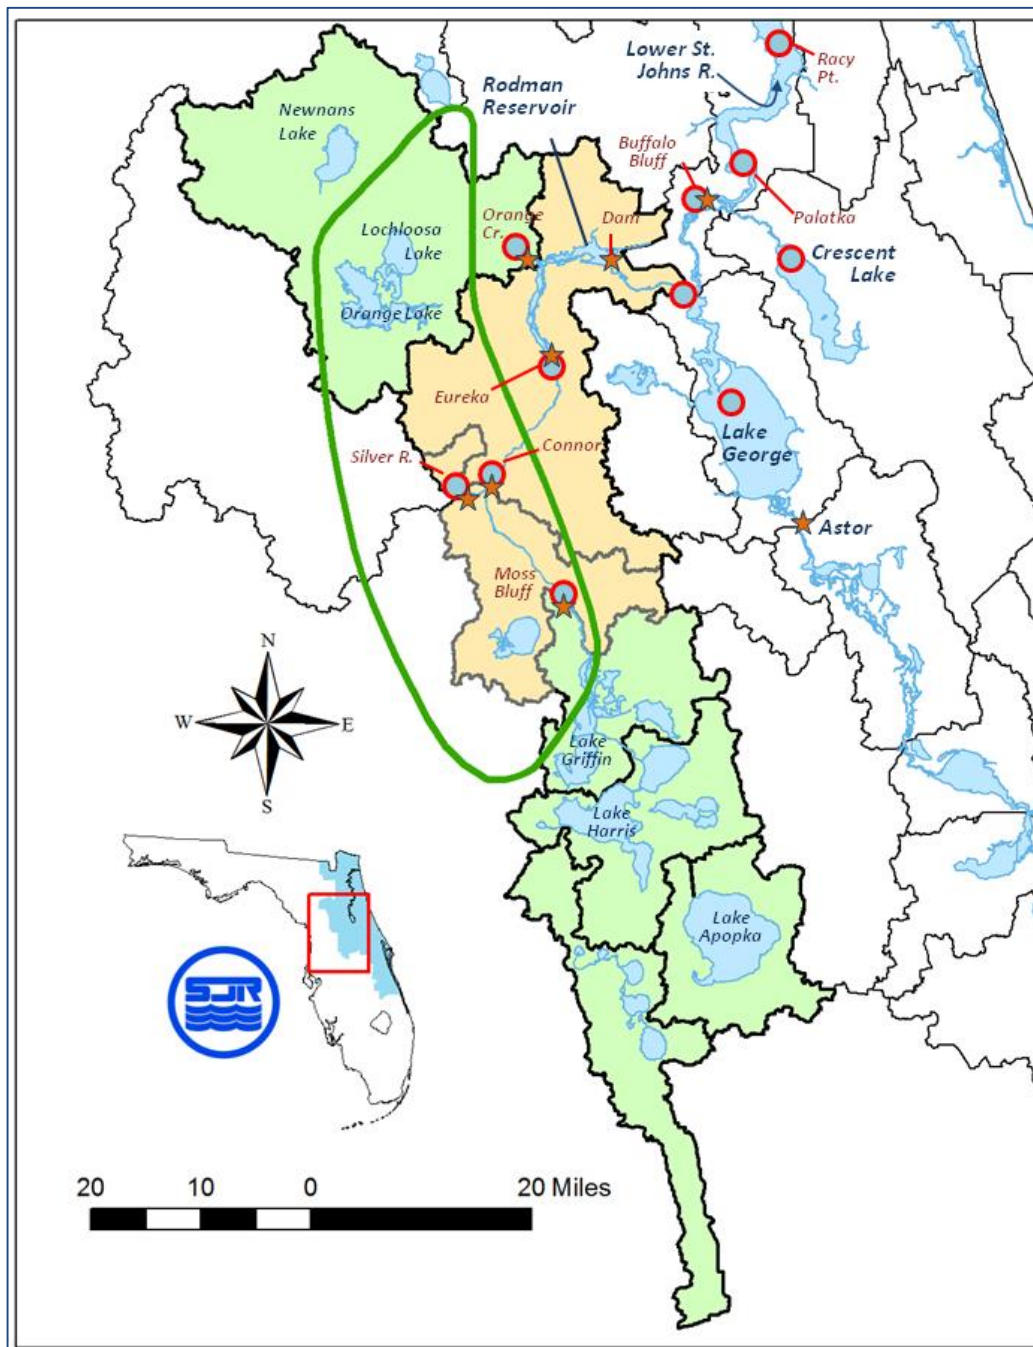 Lower St.
Johns R.
Racy
Pt.
Rodman
Reservoir
Newnans
Lake
Buffalo
Bluff
Palatka
Orange
Cr.
Dam
Lochloosa
Lake
Crescent
Lake
Orange Lake
Eureka
Lake
George
Silver R.
Connor
Astor
Moss
Bluff
N
W
E
S
Lake
Griffin
Lake
Harris
Lake
Apopka
SJR
20 10 0 20 Miles